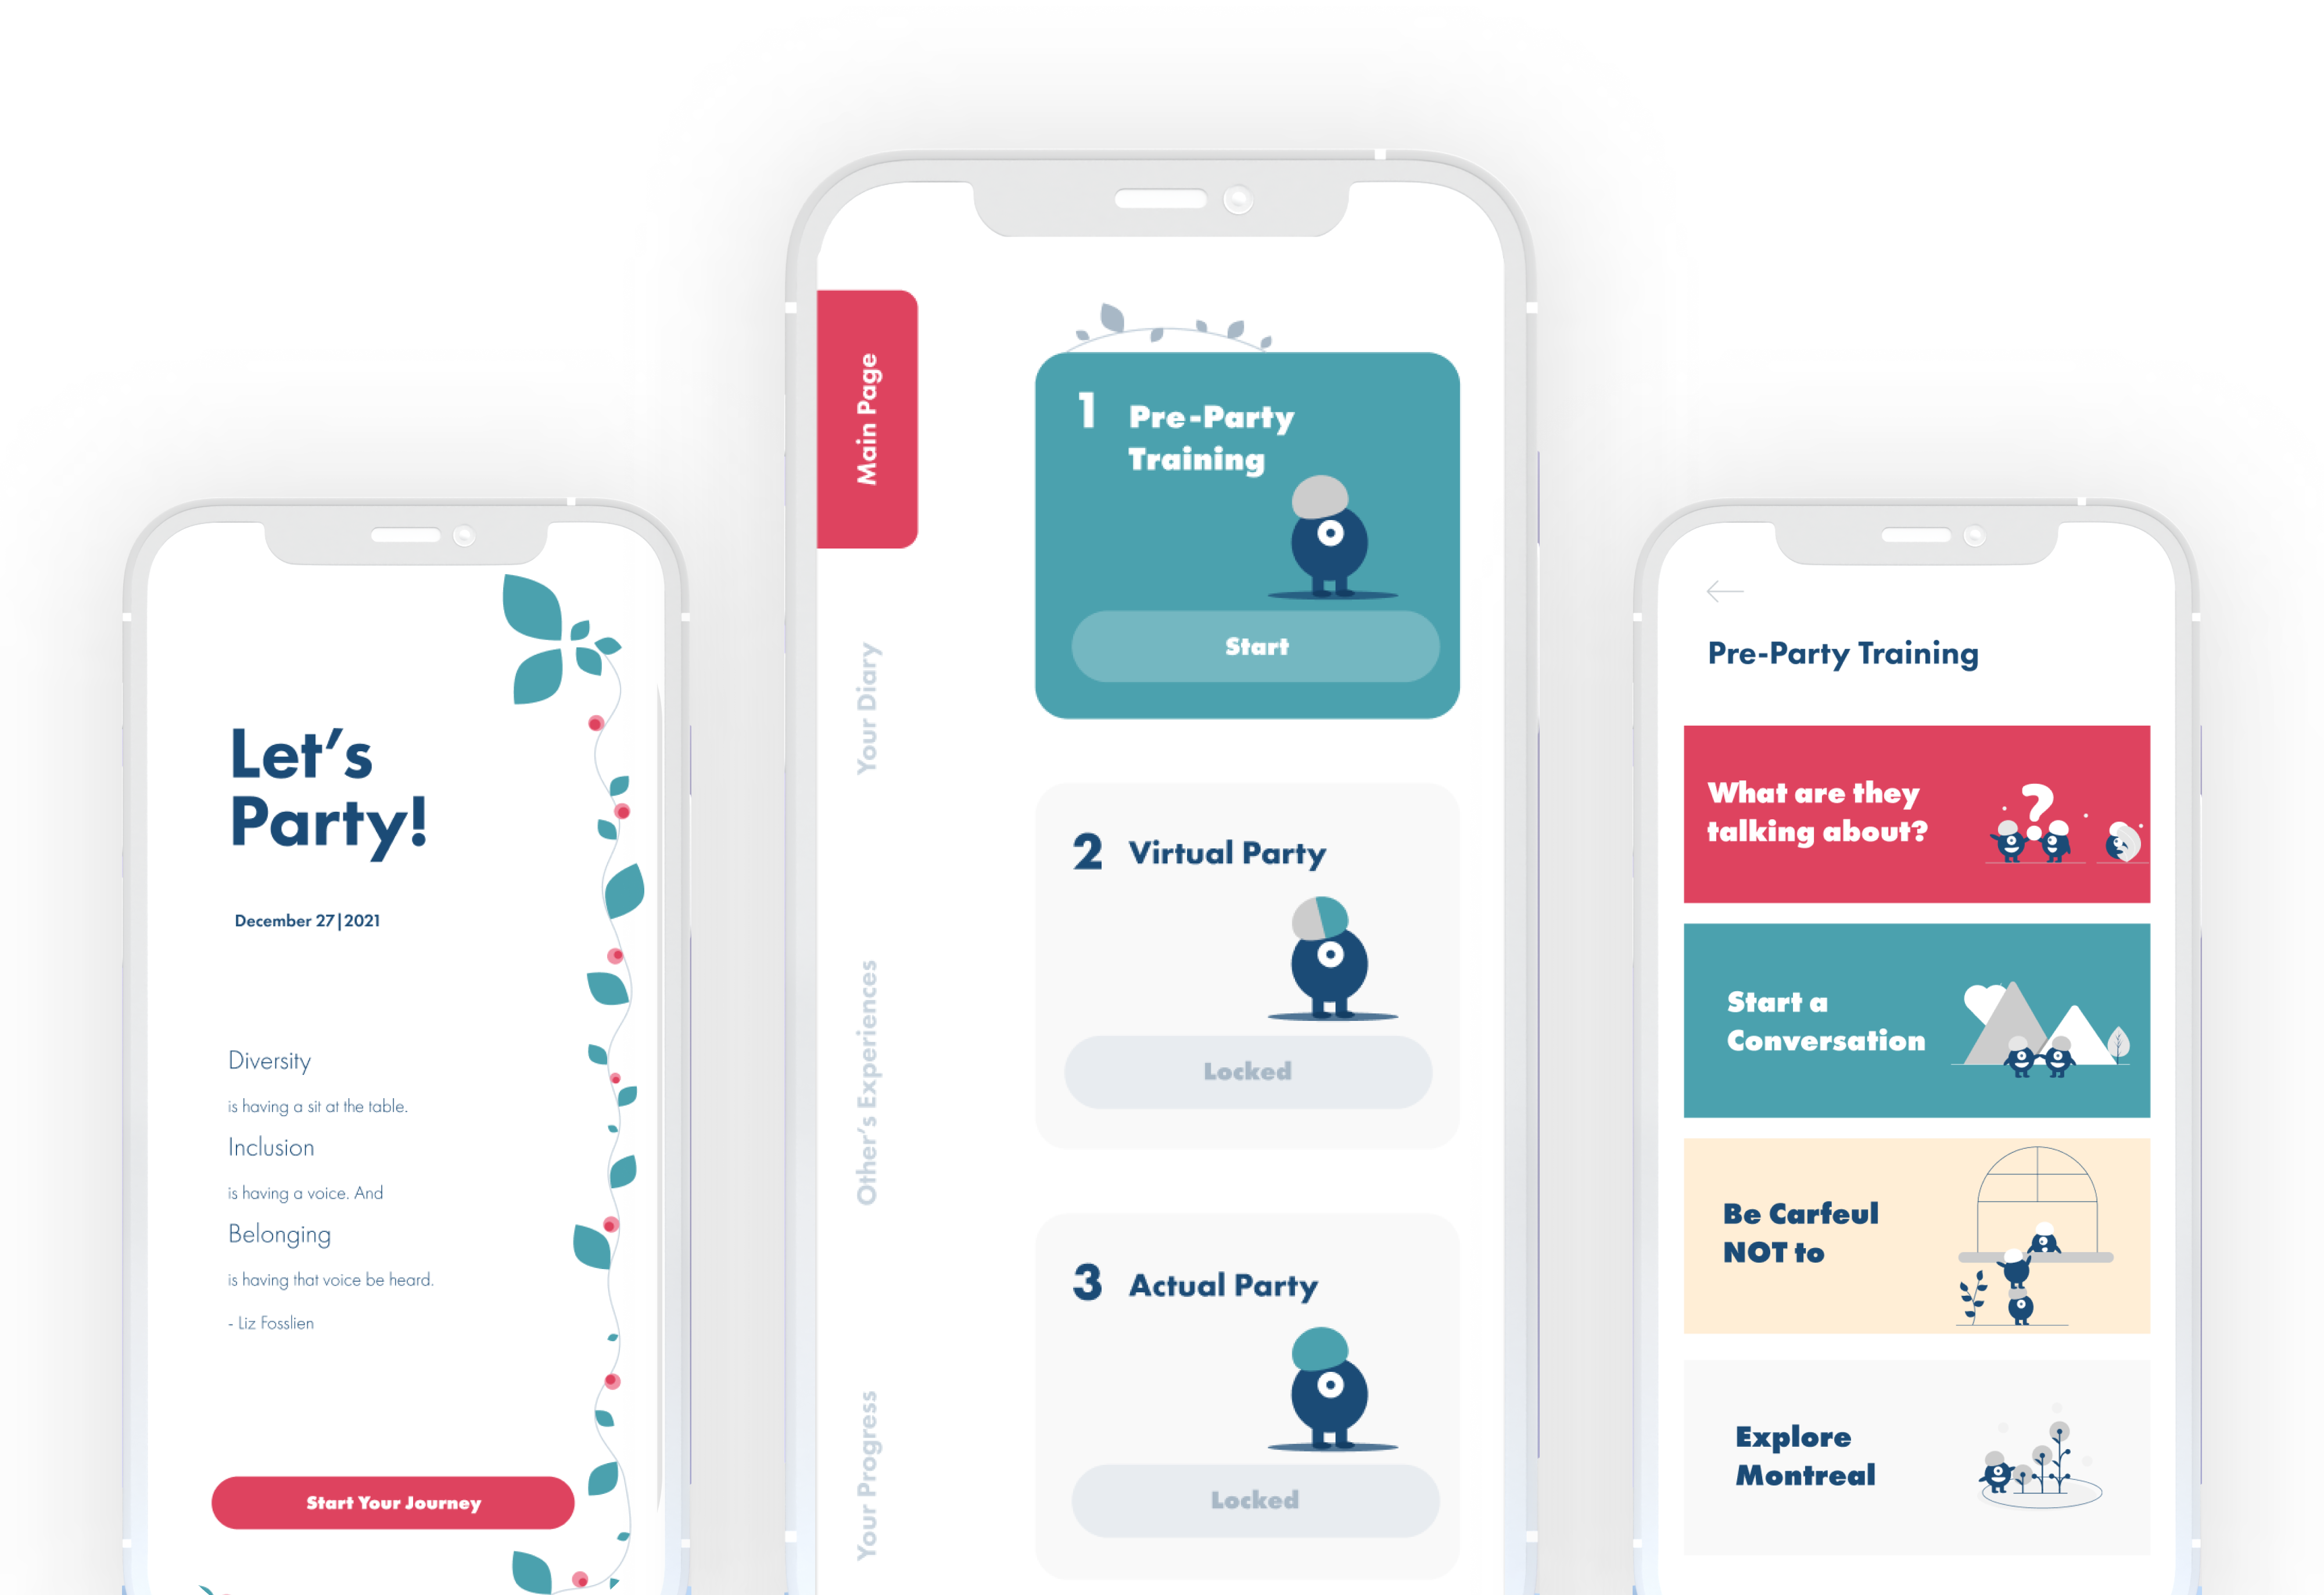 Let's
Party!
December 27|2021
Diversity
is having a sit at the table.
Inclusion
is having a voice. And
Belonging
is having that voice be heard.
- Liz Fosslien
Start Your Journey
Main Page
Your Diary
Other's Experiences
Your Progress
1 Pre-Party
Training
Start
2 Virtual Party
Locked
3 Actual Party
Locked
Pre-Party Training
What are they
talking about?
Start a
Conversation
Be Carfeul
NOT to
Explore
Montreal